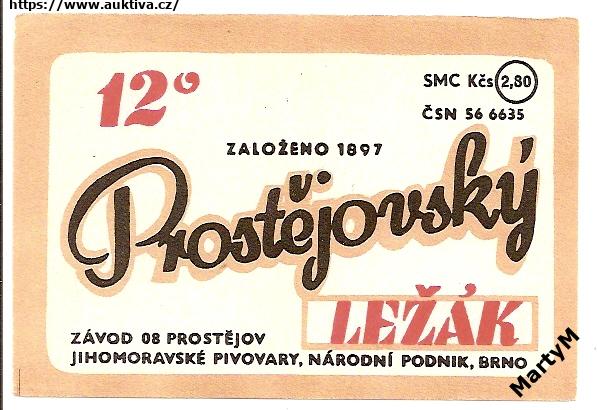 https://www.auktiva.cz/
12°
SMC Kčs 2,80
ČSN 56 6635
ZALOŽENO 1897
Prostějovský
LEŽÁK
ZÁVOD 08 PROSTĚJOV
JIHOMORAVSKÉ PIVOVARY, NÁRODNÍ PODNIK, BRNO
MartyM